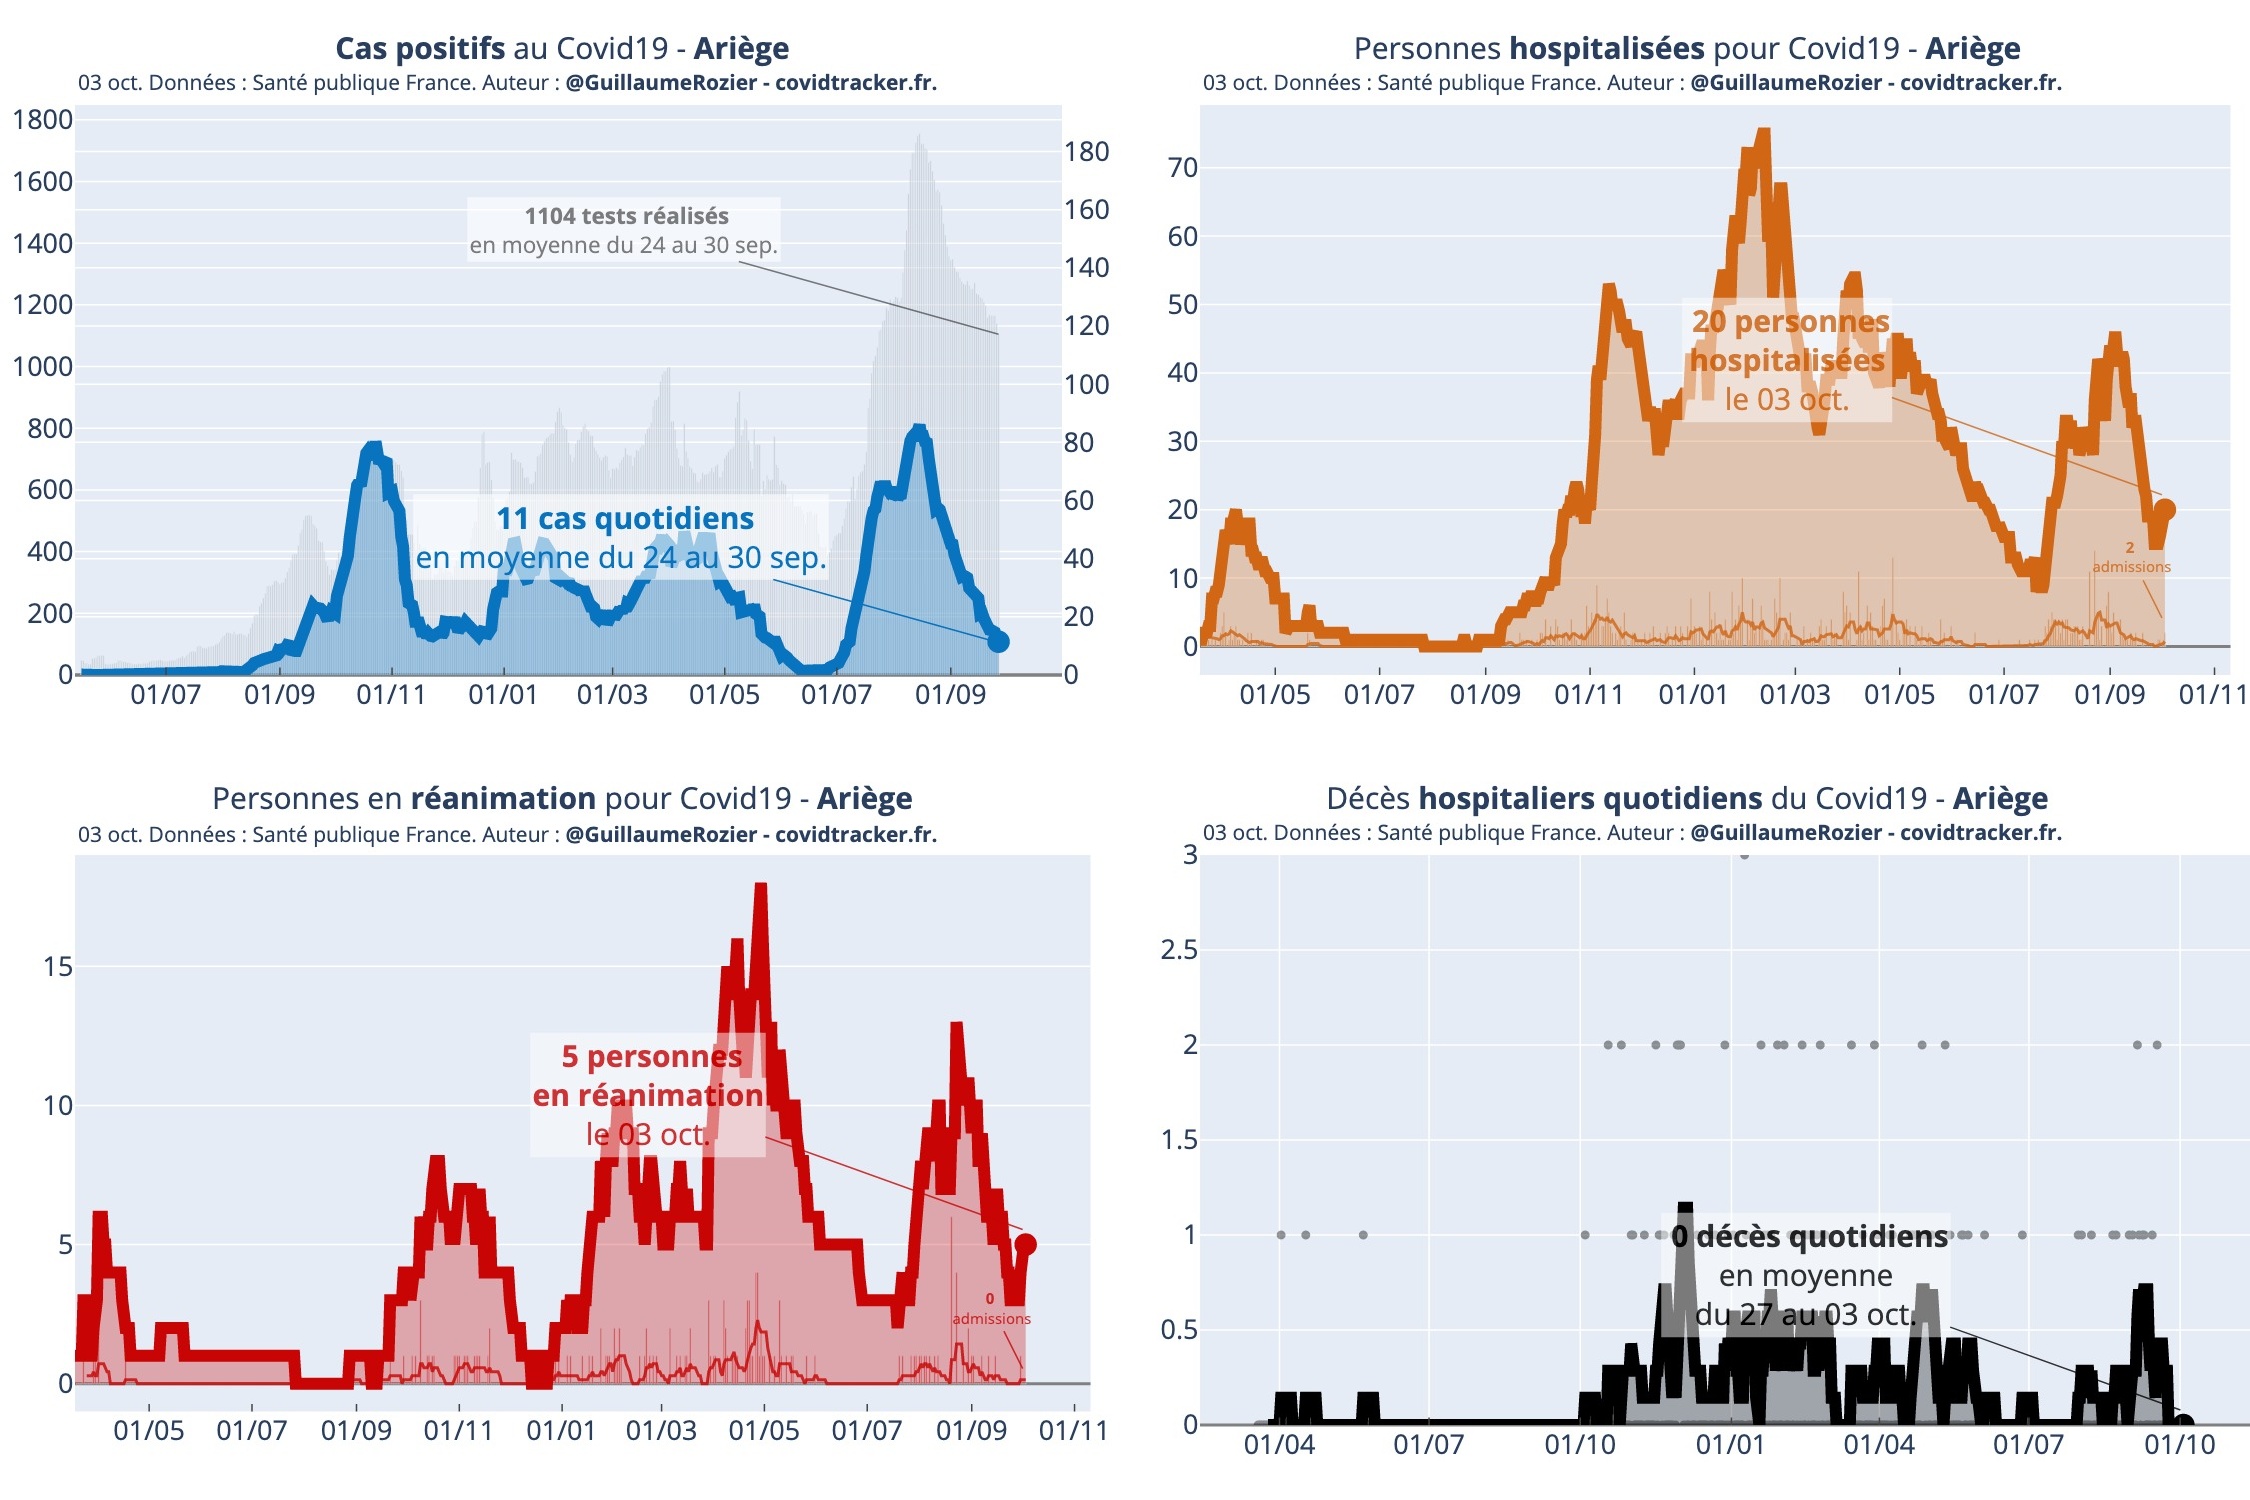 Cas positifs au Covid19 - Ariège
03 oct. Données : Santé publique France. Auteur : @GuillaumeRozier - covidtracker.fr.
1800
1600
1400
1200
1000
800
600
400
200
0
180
160
140
120
100
80
60
40
20
0
1104 tests réalisés
en moyenne du 24 au 30 sep.
11 cas quotidiens
en moyenne du 24 au 30 sep.
01/07 01/09 01/11 01/01 01/03 01/05 01/07 01/09
Personnes hospitalisées pour Covid19 - Ariège
03 oct. Données : Santé publique France. Auteur : @GuillaumeRozier - covidtracker.fr.
70
60
50
40
30
20
10
0
20 personnes
hospitalisées
le 03 oct.
2
admissions
01/05 01/07 01/09 01/11 01/01 01/03 01/05 01/07 01/09 01/11
Personnes en réanimation pour Covid19 - Ariège
03 oct. Données : Santé publique France. Auteur : @GuillaumeRozier - covidtracker.fr.
15
10
5
0
5 personnes
en réanimation
le 03 oct.
0
admissions
01/05 01/07 01/09 01/11 01/01 01/03 01/05 01/07 01/09 01/11
Décès hospitaliers quotidiens du Covid19 - Ariège
03 oct. Données : Santé publique France. Auteur : @GuillaumeRozier - covidtracker.fr.
3
2.5
2
1.5
1
0.5
0
0 décès quotidiens
en moyenne
du 27 au 03 oct.
01/04 01/07 01/10 01/01 01/04 01/07 01/10